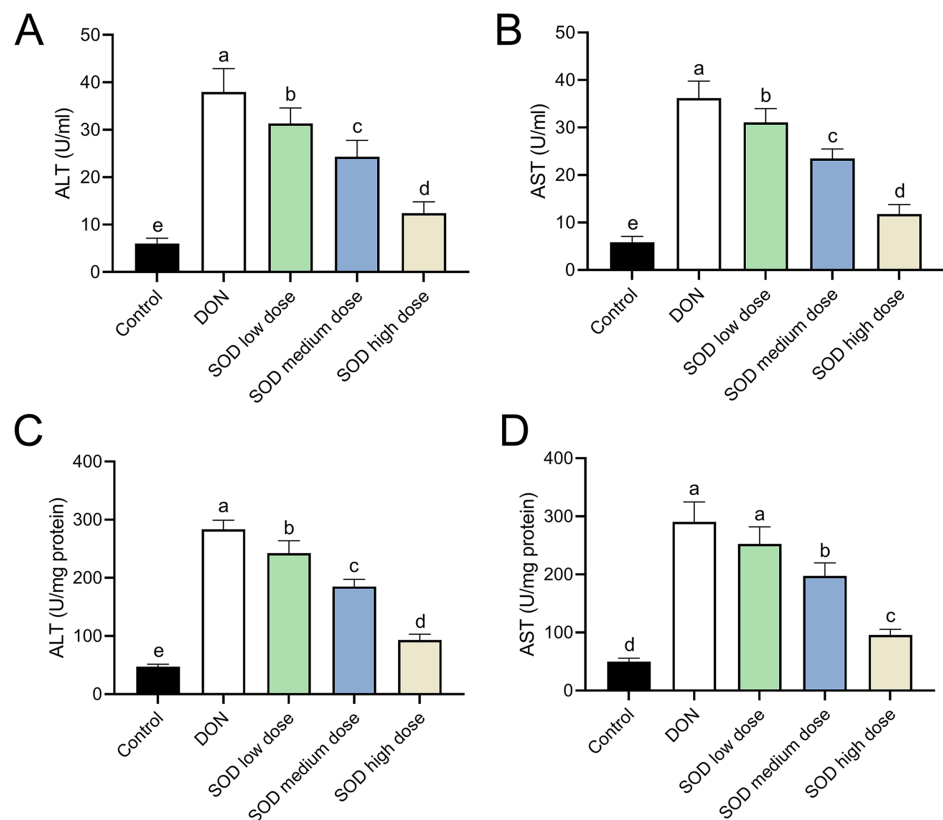 A
ALT (U/ml)
50
40
30
20
10
0
e
a
b
c
d
Control
DON
SOD low dose
SOD medium dose
SOD high dose
B
AST (U/ml)
50
40
30
20
10
0
e
a
b
c
d
Control
DON
SOD low dose
SOD medium dose
SOD high dose
C
ALT (U/mg protein)
400
300
200
100
0
e
a
b
c
d
Control
DON
SOD low dose
SOD medium dose
SOD high dose
D
AST (U/mg protein)
400
300
200
100
0
d
a
a
b
c
Control
DON
SOD low dose
SOD medium dose
SOD high dose